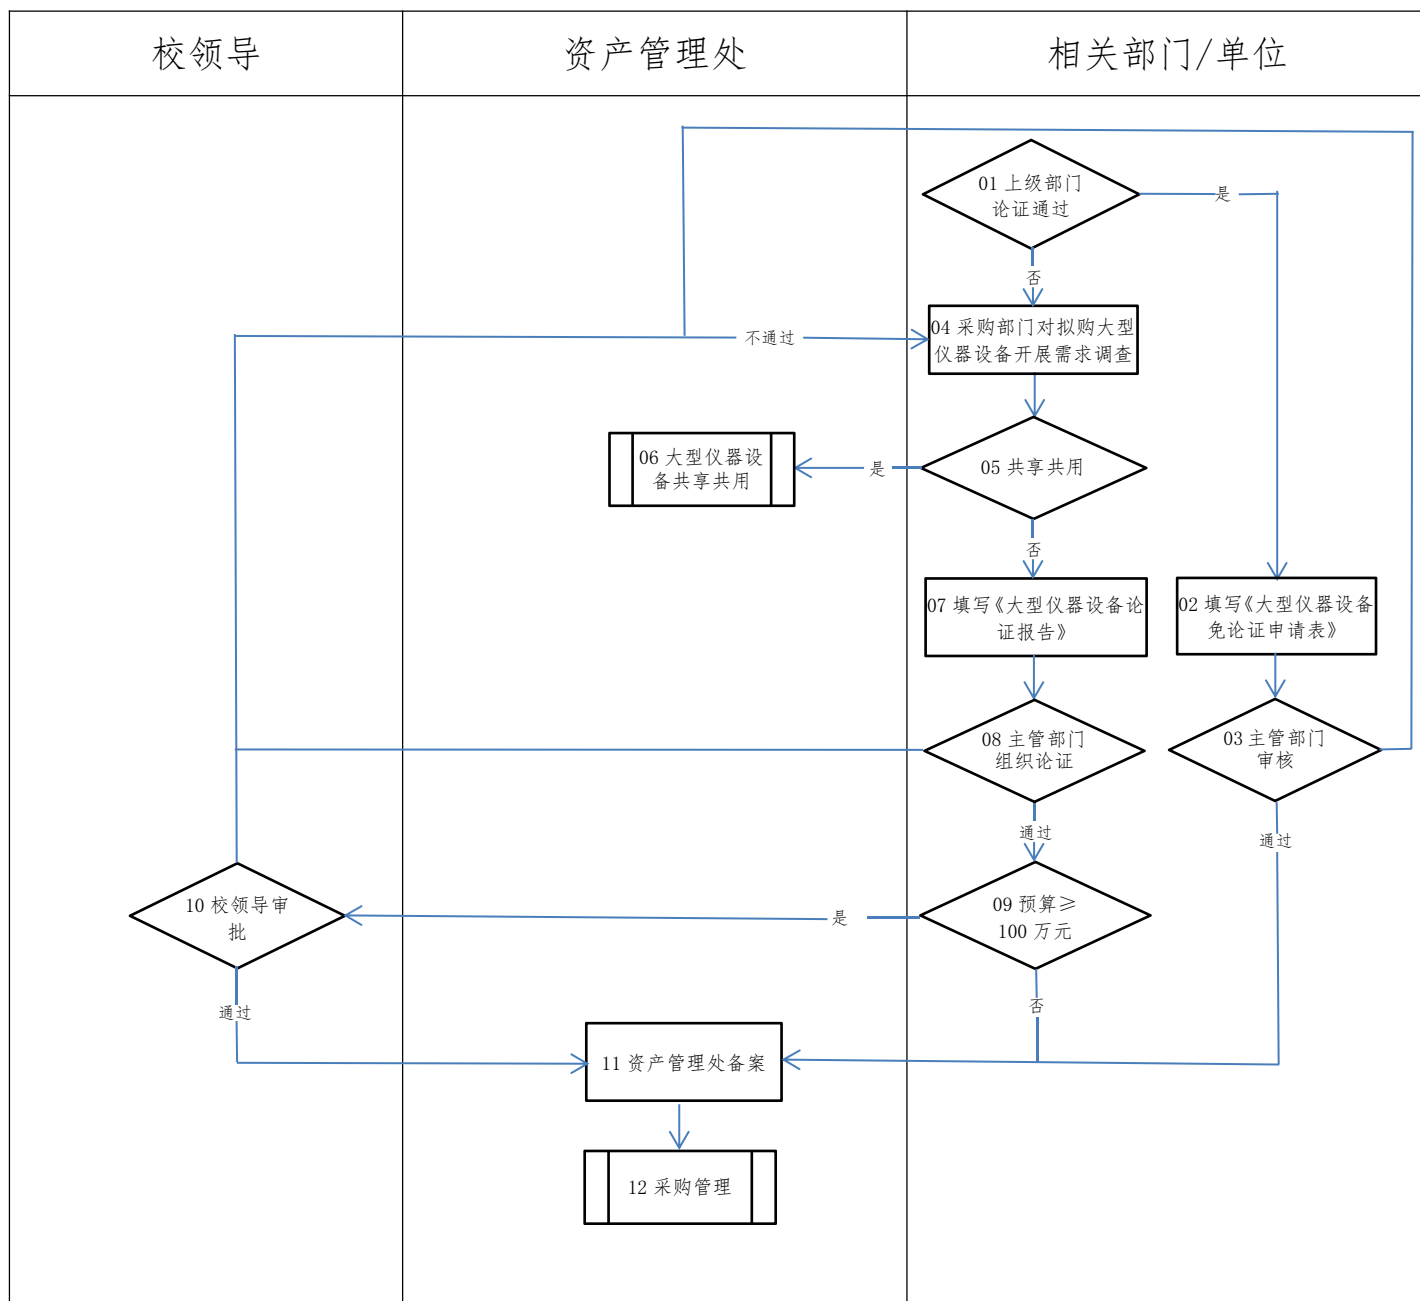 校领导
资产管理处
相关部门/单位
01 上级部门
论证通过
是
否
04 采购部门对拟购大型
仪器设备开展需求调查
不通过
06 大型仪器设
备共享共用
是
05 共享共用
否
07 填写《大型仪器设备论
证报告》
02 填写《大型仪器设备
免论证申请表》
08 主管部门
组织论证
03 主管部门
审核
通过
通过
10 校领导审
批
是
09 预算≥
100 万元
通过
否
11 资产管理处备案
12 采购管理